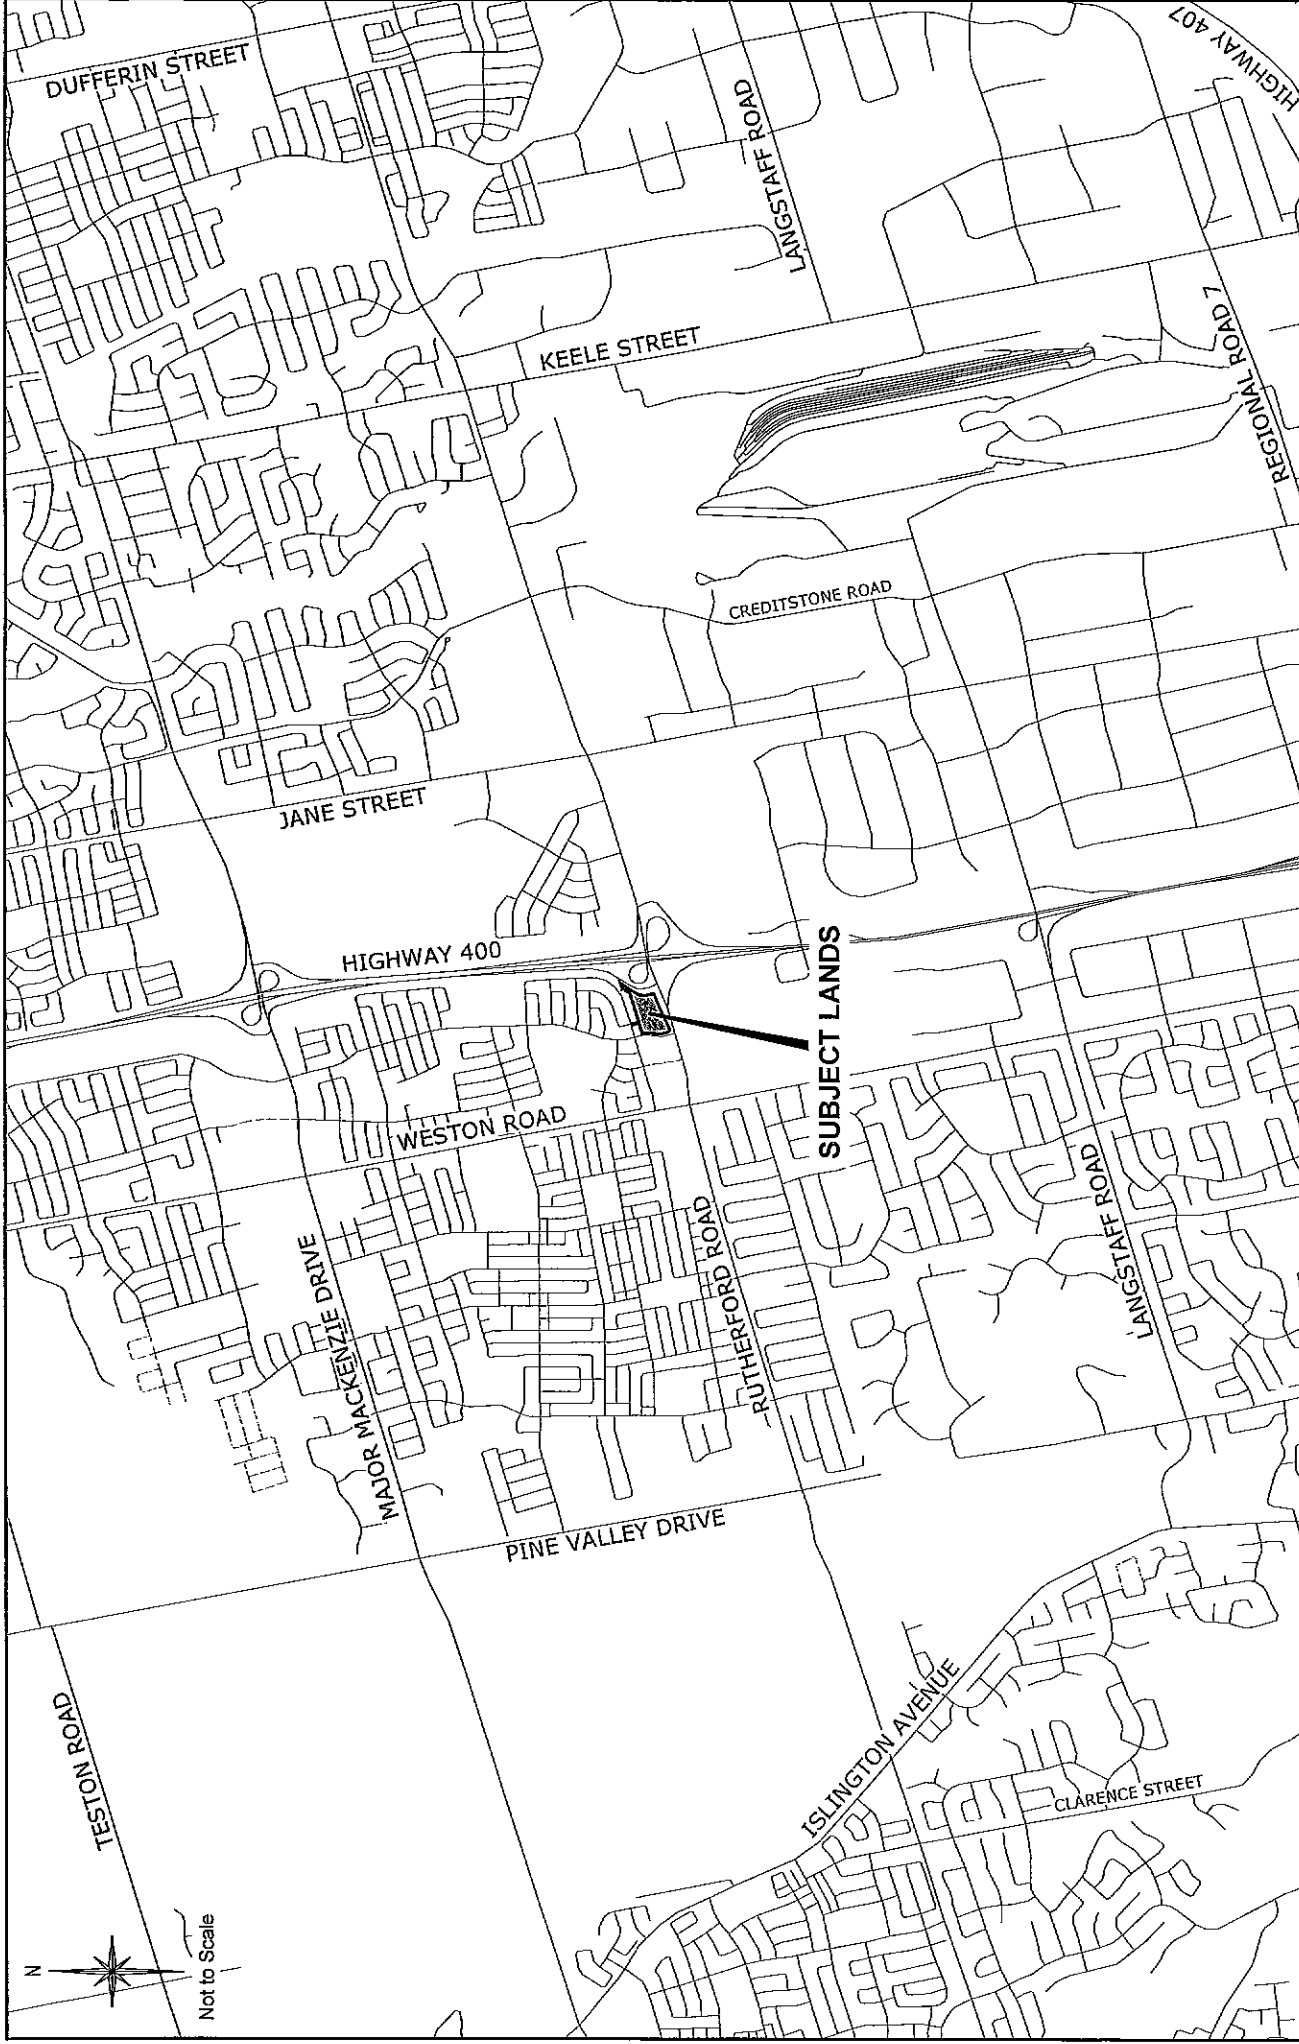 N
Not to Scale
TESTON ROAD
PINE VALLEY DRIVE
MAJOR MACKENZIE DRIVE
WESTON ROAD
HIGHWAY 400
JANE STREET
KEELE STREET
DUFFERIN STREET
ISLINGTON AVENUE
CLARENCE STREET
RUTHERFORD ROAD
LANGSTAFF ROAD
SUBJECT LANDS
CREDITSTONE ROAD
LANGSTAFF ROAD
REGIONAL ROAD 7
HIGHWAY 407